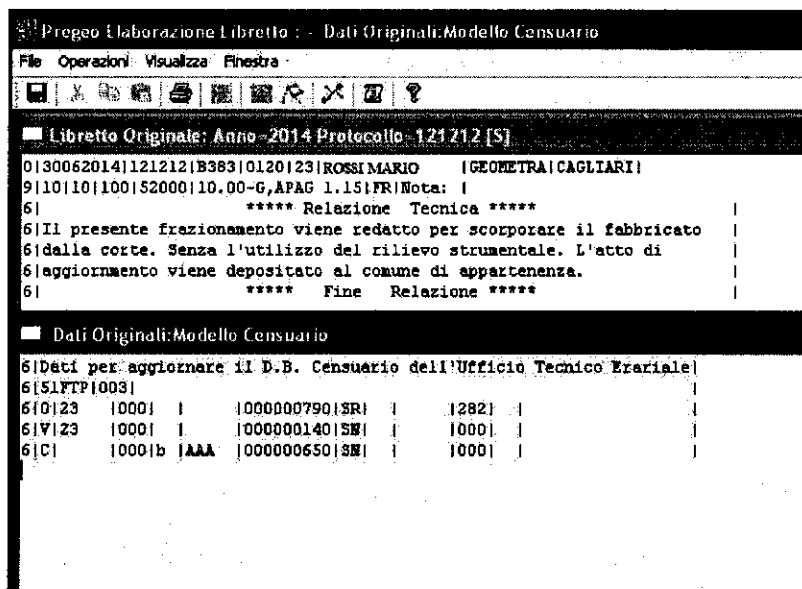 Pregeo Elaborazione Libretto : - Dati Originali:Modello Censuario
File Operazioni Visualizza Finestra
Libretto Originale: Anno=2014 Protocollo=121212 [S]
0|30062014|121212|B383|0120|23|ROSSI MARIO |GEOMETRA|CAGLIARI|
9|10|10|100|52000|10.00-G,APAG 1.15|FR|Nota: |
6| ***** Relazione Tecnica ***** |
6|Il presente frazionamento viene redatto per scorporare il fabbricato |
6|dalla corte. Senza l'utilizzo del rilievo strumentale. L'atto di |
6|aggiornmento viene depositato al comune di appartenenza. |
6| ***** Fine Relazione ***** |
Dati Originali:Modello Censuario
6|Dati per aggiornare il D.B. Censuario dell'Ufficio Tecnico Erariale|
6|51FTP|003| |
6|O|23 |000| | |000000790|SR| | |282| | |
6|V|23 |000| | |000000140|SN| | |000| | |
6|C| |000|b |AAA |000000650|SN| | |000| | |